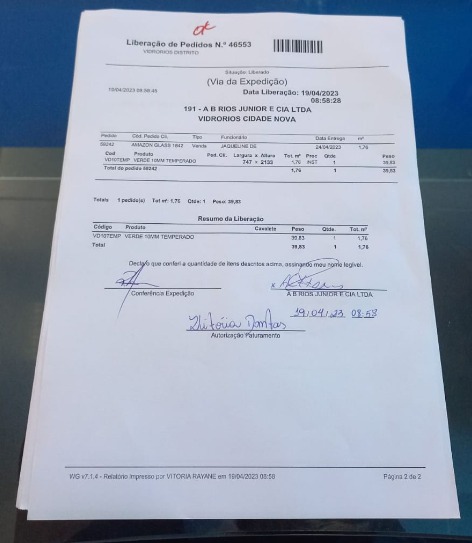 Liberação de Pedidos N.º 46553
VIDRORIOS DISTRITO
Situação: Liberado
(Via da Expedição)
19/04/2023 08:58:45
Data Liberação: 19/04/2023
08:58:28
191 - A B RIOS JUNIOR E CIA LTDA
VIDRORIOS CIDADE NOVA
Pedido Cód. Pedido Cli. Tipo Funcionário Data Entrega m²
59242 AMAZON GLASS 1842 Venda JAQUELINE DE 24/04/2023 1,76
Cód Produto Ped. Cli. Largura x Altura Tot. m² Proc Qtde Peso
VD10TEMP VERDE 10MM TEMPERADO 747 x 2133 1,76 INST 1 39,83
Total do pedido 59242 1,76 1 39,83
Totais 1 pedido(s) Tot m²: 1,76 Qtde: 1 Peso: 39,83
Resumo da Liberação
Código Produto Cavalete Peso Qtde. Tot. m²
VD10TEMP VERDE 10MM TEMPERADO 39,83 1 1,76
Total 39,83 1 1,76
Declaro que conferi a quantidade de itens descritos acima, assinando meu nome legível.
Conferência Expedição
A B RIOS JUNIOR E CIA LTDA
19/04/23 08:58
Vitória Dantas
Autorização Faturamento
WG v7.1.4 - Relatório impresso por VITORIA RAYANE em 19/04/2023 08:58
Página 2 de 2